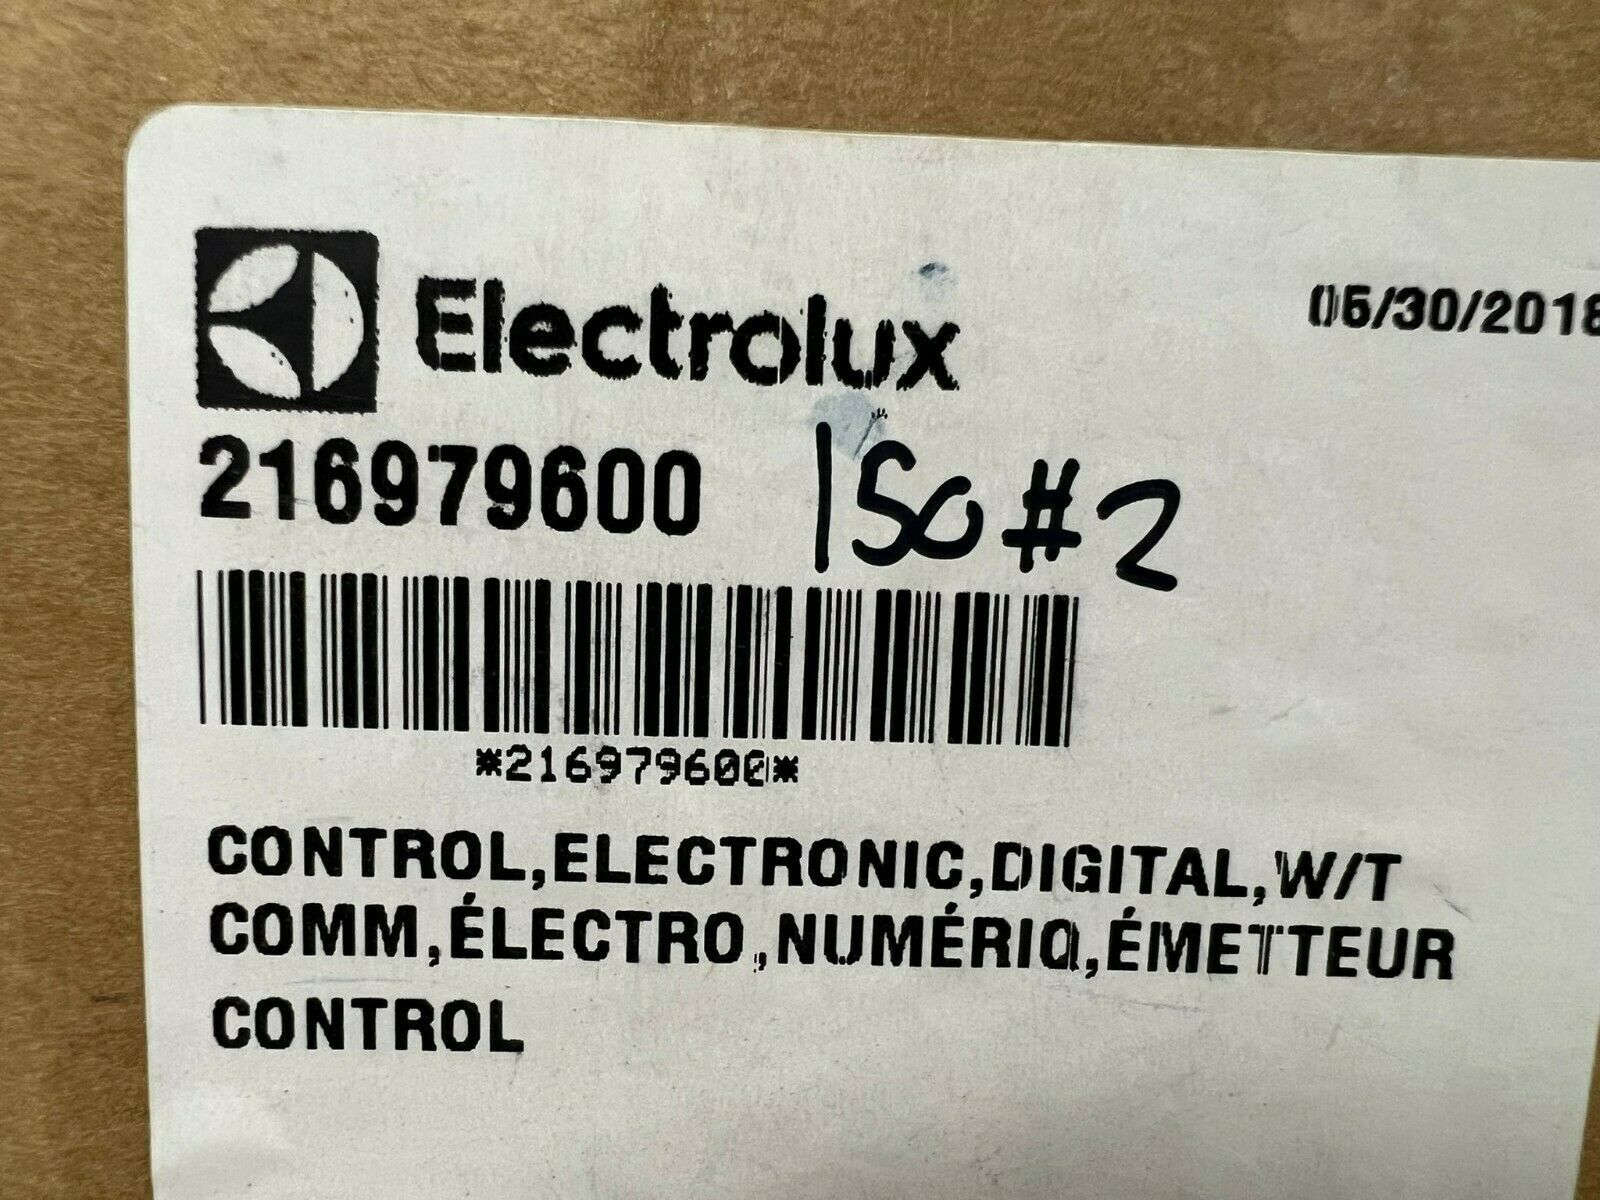 Electrolux
05/30/2018
216979600 ISO #2
*216979600*
CONTROL,ELECTRONIC,DIGITAL,W/T
COMM,ÉLECTRO,NUMÉRIQ,ÉMETTEUR
CONTROL